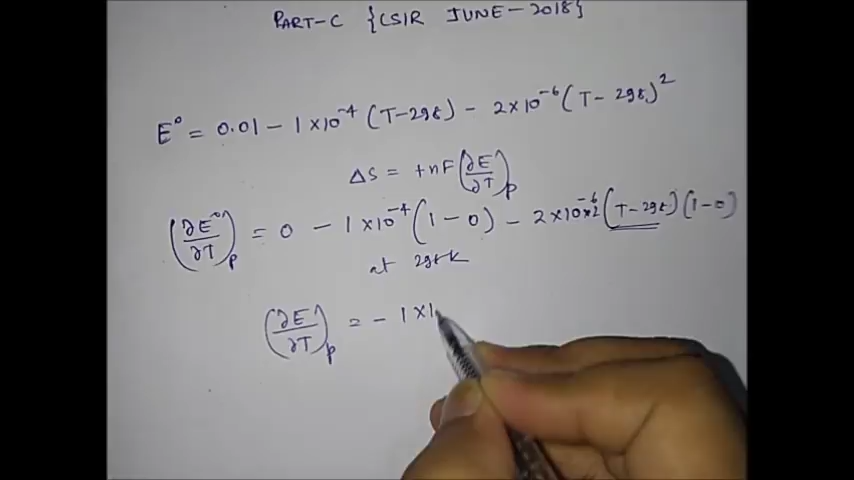 PART-C {CSIR JUNE-2018}
E° = 0.01 - 1×10⁻⁴ (T-298) - 2×10⁻⁶ (T-298)²
ΔS = +nF(∂E/∂T)p
(∂E°/∂T)p = 0 - 1×10⁻⁴(1-0) - 2×10⁻⁶×2(T-298)(1-0)
at 298K
(∂E/∂T)p = - 1×1